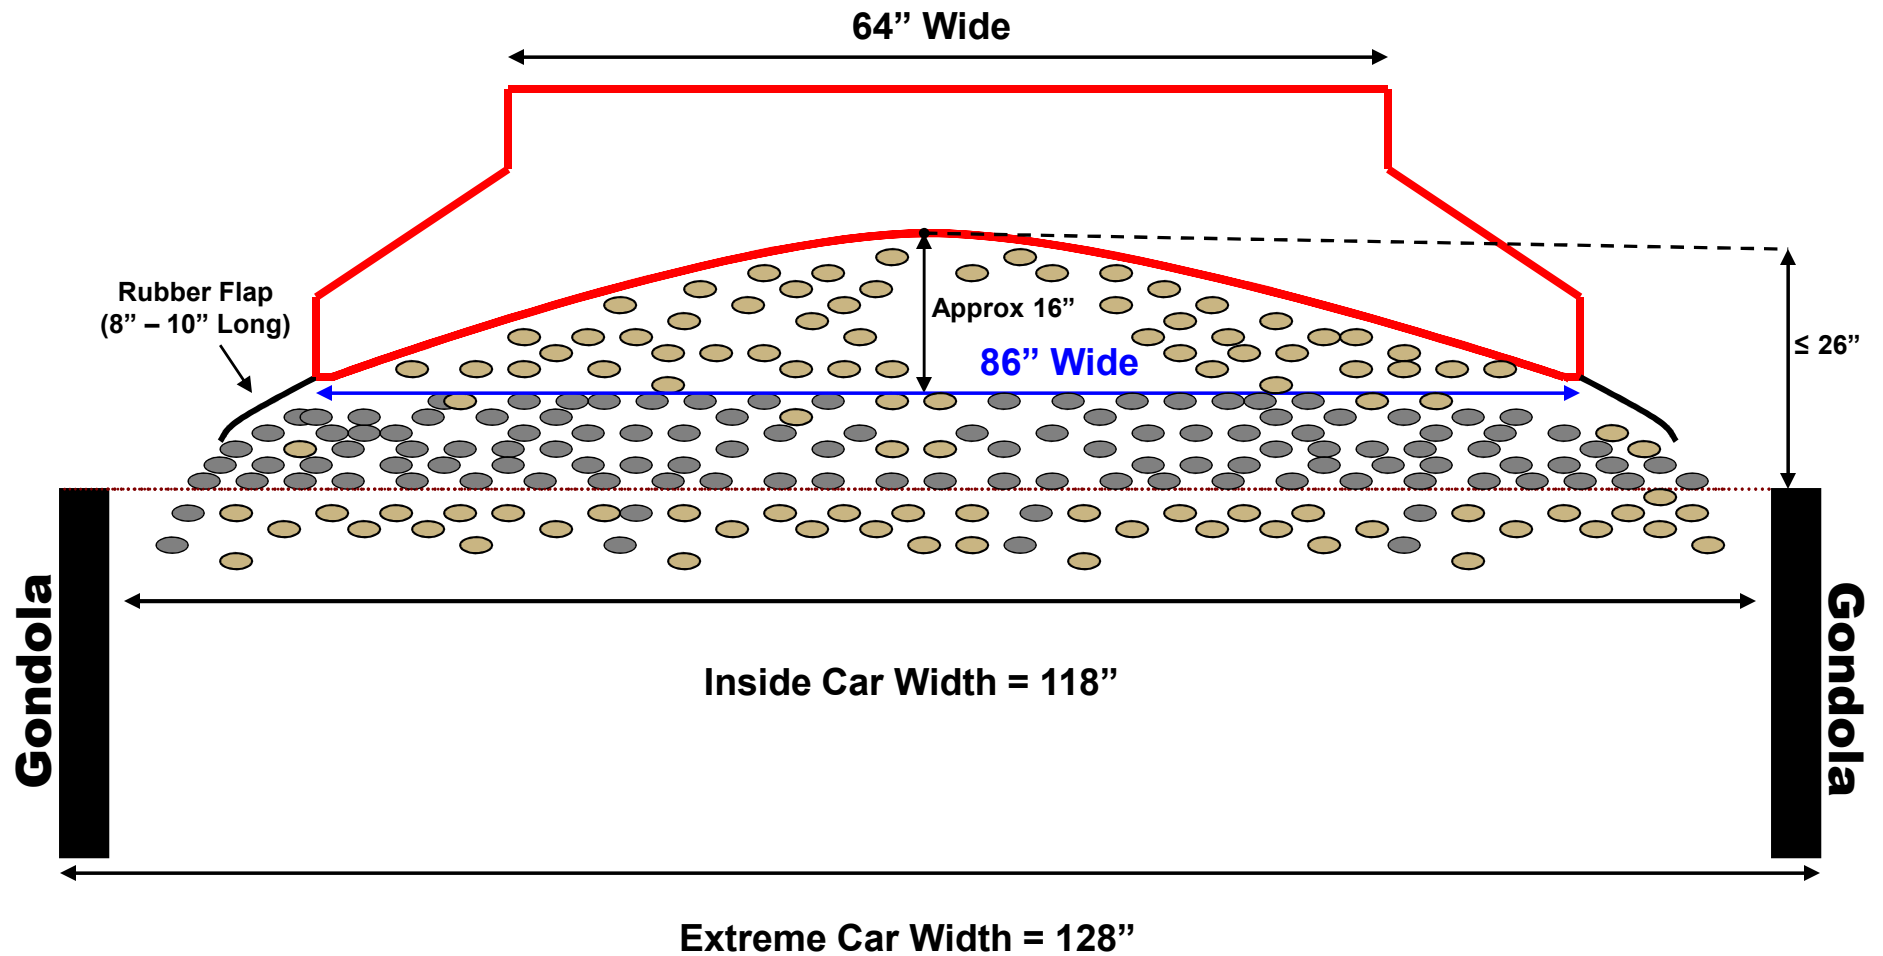 64” Wide
Rubber Flap
(8” – 10” Long)
Approx 16”
86” Wide
≤ 26”
Gondola
Gondola
Inside Car Width = 118”
Extreme Car Width = 128”